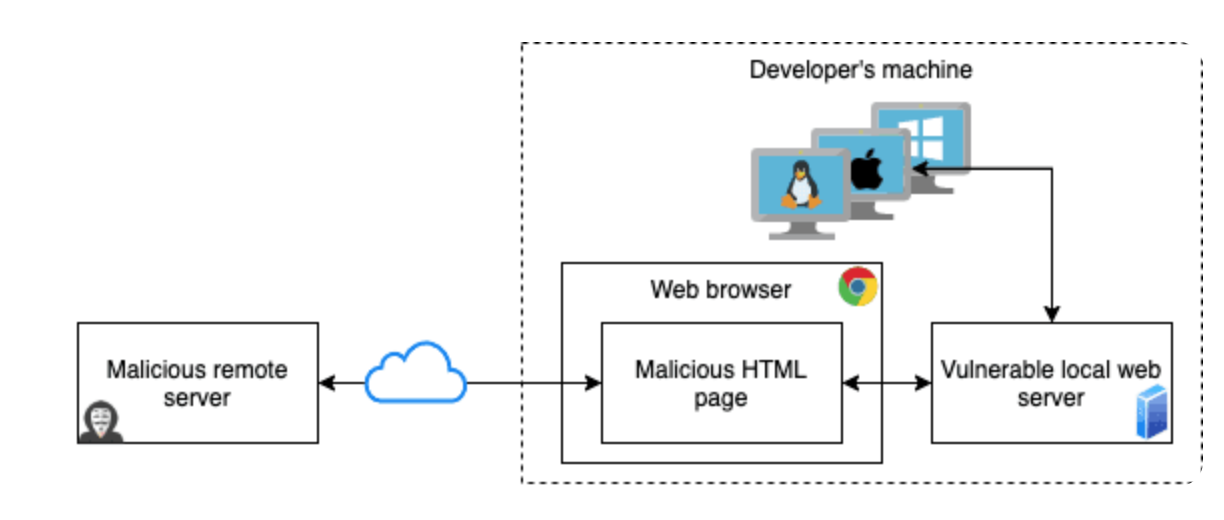 Developer's machine
Web browser
Malicious remote
server
Malicious HTML
page
Vulnerable local web
server